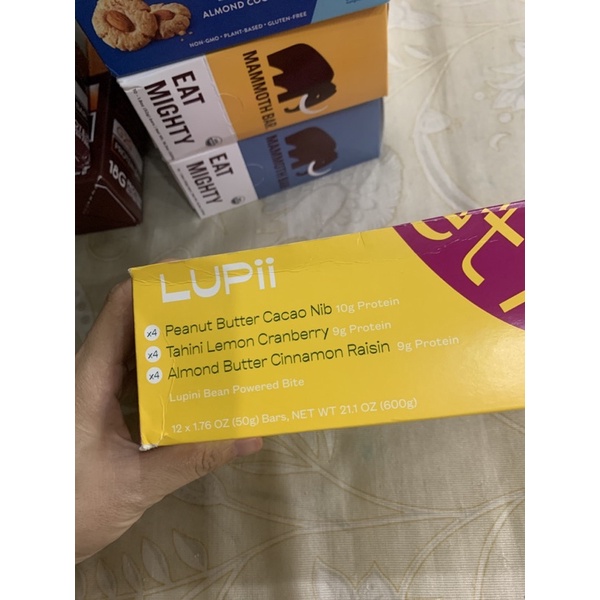 ALMOND COO
NON-GMO • PLANT-BASED • GLUTEN-FREE
EAT
MIGHTY
MAMMOTH BAR
EAT
MIGHTY
MAMMOTH BAR
18G
LUPii
x4 Peanut Butter Cacao Nib 10g Protein
x4 Tahini Lemon Cranberry 9g Protein
x4 Almond Butter Cinnamon Raisin 9g Protein
Lupini Bean Powered Bite
12 x 1.76 OZ (50g) Bars, NET WT 21.1 OZ (600g)